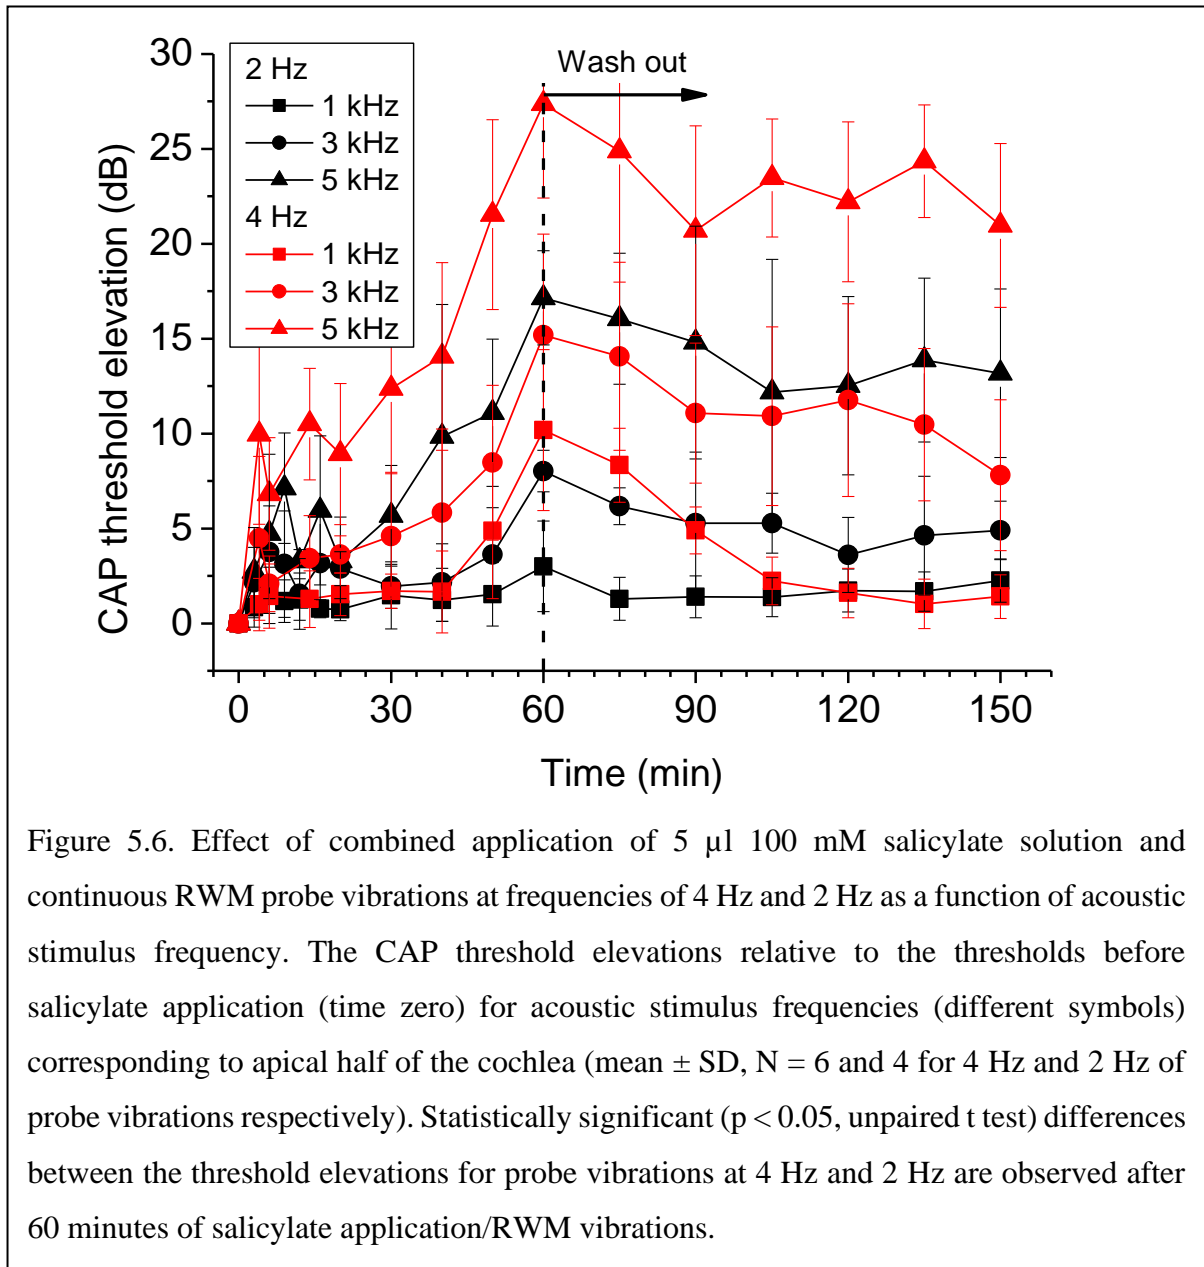 30
25
20
15
10
5
0
CAP threshold elevation (dB)
2 Hz
1 kHz
3 kHz
5 kHz
4 Hz
1 kHz
3 kHz
5 kHz
Wash out
0 30 60 90 120 150
Time (min)
Figure 5.6. Effect of combined application of 5 µl 100 mM salicylate solution and
continuous RWM probe vibrations at frequencies of 4 Hz and 2 Hz as a function of acoustic
stimulus frequency. The CAP threshold elevations relative to the thresholds before
salicylate application (time zero) for acoustic stimulus frequencies (different symbols)
corresponding to apical half of the cochlea (mean ± SD, N = 6 and 4 for 4 Hz and 2 Hz of
probe vibrations respectively). Statistically significant (p < 0.05, unpaired t test) differences
between the threshold elevations for probe vibrations at 4 Hz and 2 Hz are observed after
60 minutes of salicylate application/RWM vibrations.